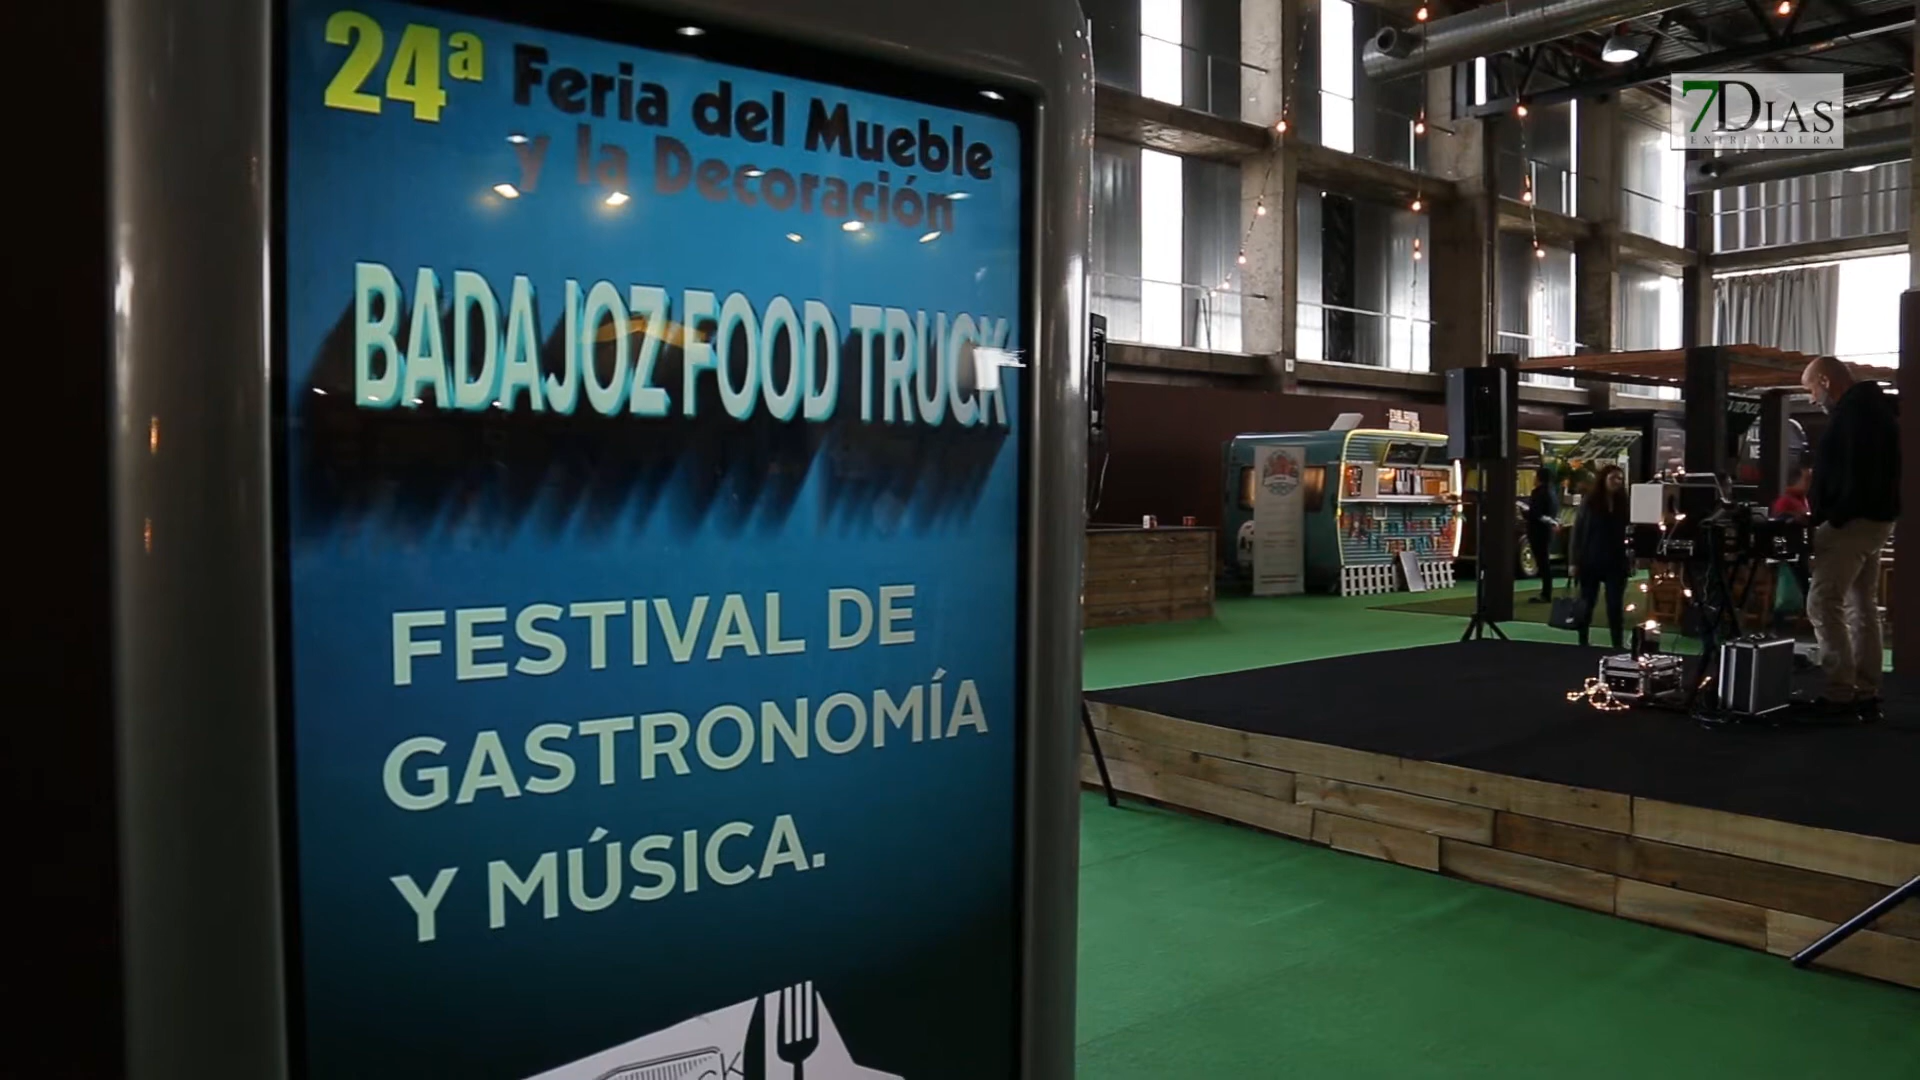 24ª Feria del Mueble
y la Decoración
BADAJOZ FOOD TRUCK
FESTIVAL DE
GASTRONOMÍA
Y MÚSICA.
7DIAS
EXTREMADURA